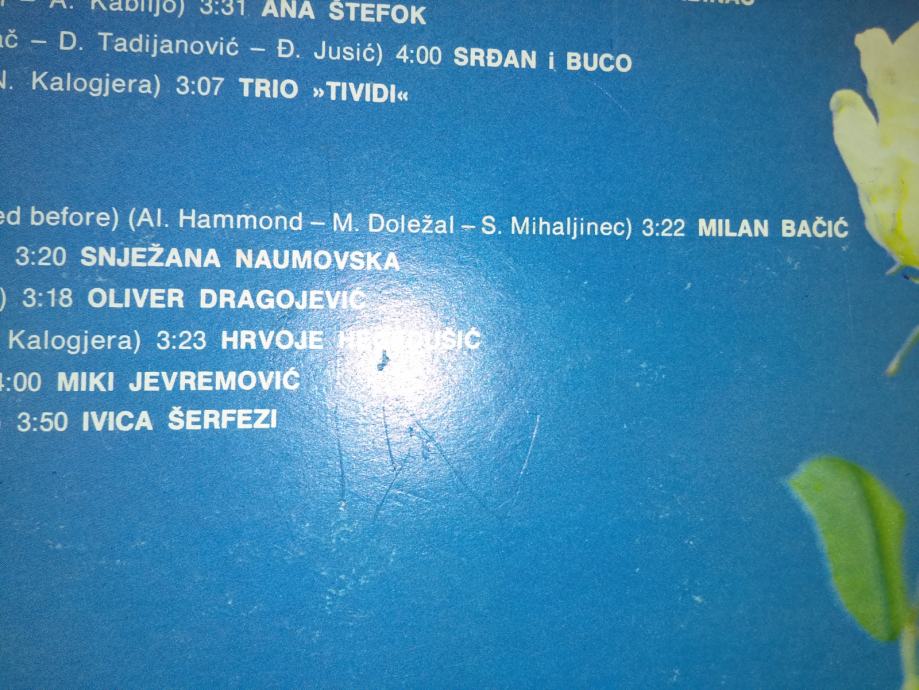 A. Kabiljo) 3:31 ANA ŠTEFOK
– D. Tadijanović – Đ. Jusić) 4:00 SRĐAN i BUCO
N. Kalogjera) 3:07 TRIO »TIVIDI«
ed before) (Al. Hammond – M. Doležal – S. Mihaljinec) 3:22 MILAN BAČIĆ
3:20 SNJEŽANA NAUMOVSKA
) 3:18 OLIVER DRAGOJEVIĆ
Kalogjera) 3:23 HRVOJE
4:00 MIKI JEVREMOVIĆ
3:50 IVICA ŠERFEZI